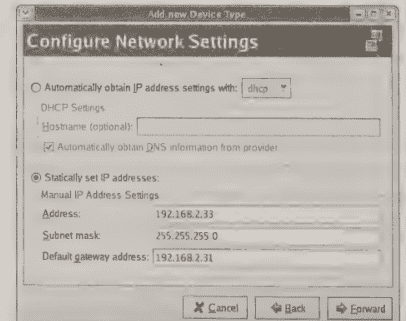 Add new Device Type
Configure Network Settings
Automatically obtain IP address settings with: dhcp
DHCP Settings
Hostname (optional):
Automatically obtain DNS information from provider
Statically set IP addresses:
Manual IP Address Settings
Address: 192.168.2.33
Subnet mask: 255.255.255.0
Default gateway address: 192.168.2.31
Cancel Back Forward